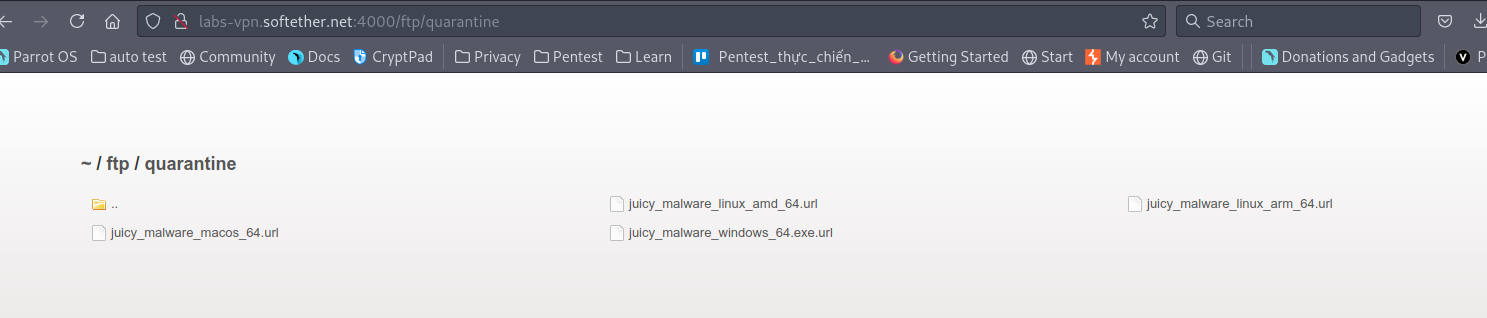 labs-vpn.softether.net:4000/ftp/quarantine Search
Parrot OS auto test CryptPad Docs CryptPad Privacy Pentest Learn Pentest_thực_chiến_... Getting Started Start My account Git Donations and Gadgets V P
~ / ftp / quarantine
.. juicy_malware_linux_amd_64.url juicy_malware_linux_arm_64.url
juicy_malware_macos_64.url juicy_malware_windows_64.exe.url